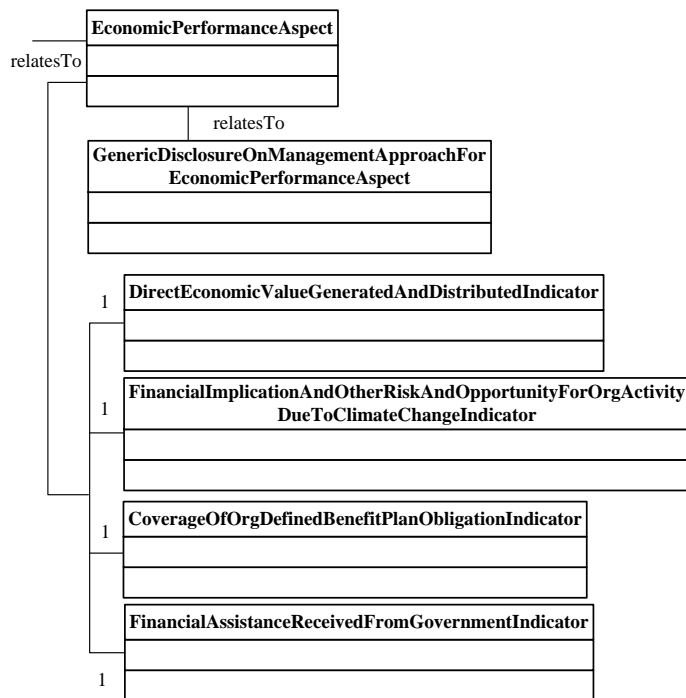 EconomicPerformanceAspect
relatesTo
relatesTo
GenericDisclosureOnManagementApproachFor
EconomicPerformanceAspect
1
DirectEconomicValueGeneratedAndDistributedIndicator
1
FinancialImplicationAndOtherRiskAndOpportunityForOrgActivity
DueToClimateChangeIndicator
1
CoverageOfOrgDefinedBenefitPlanObligationIndicator
FinancialAssistanceReceivedFromGovernmentIndicator
1